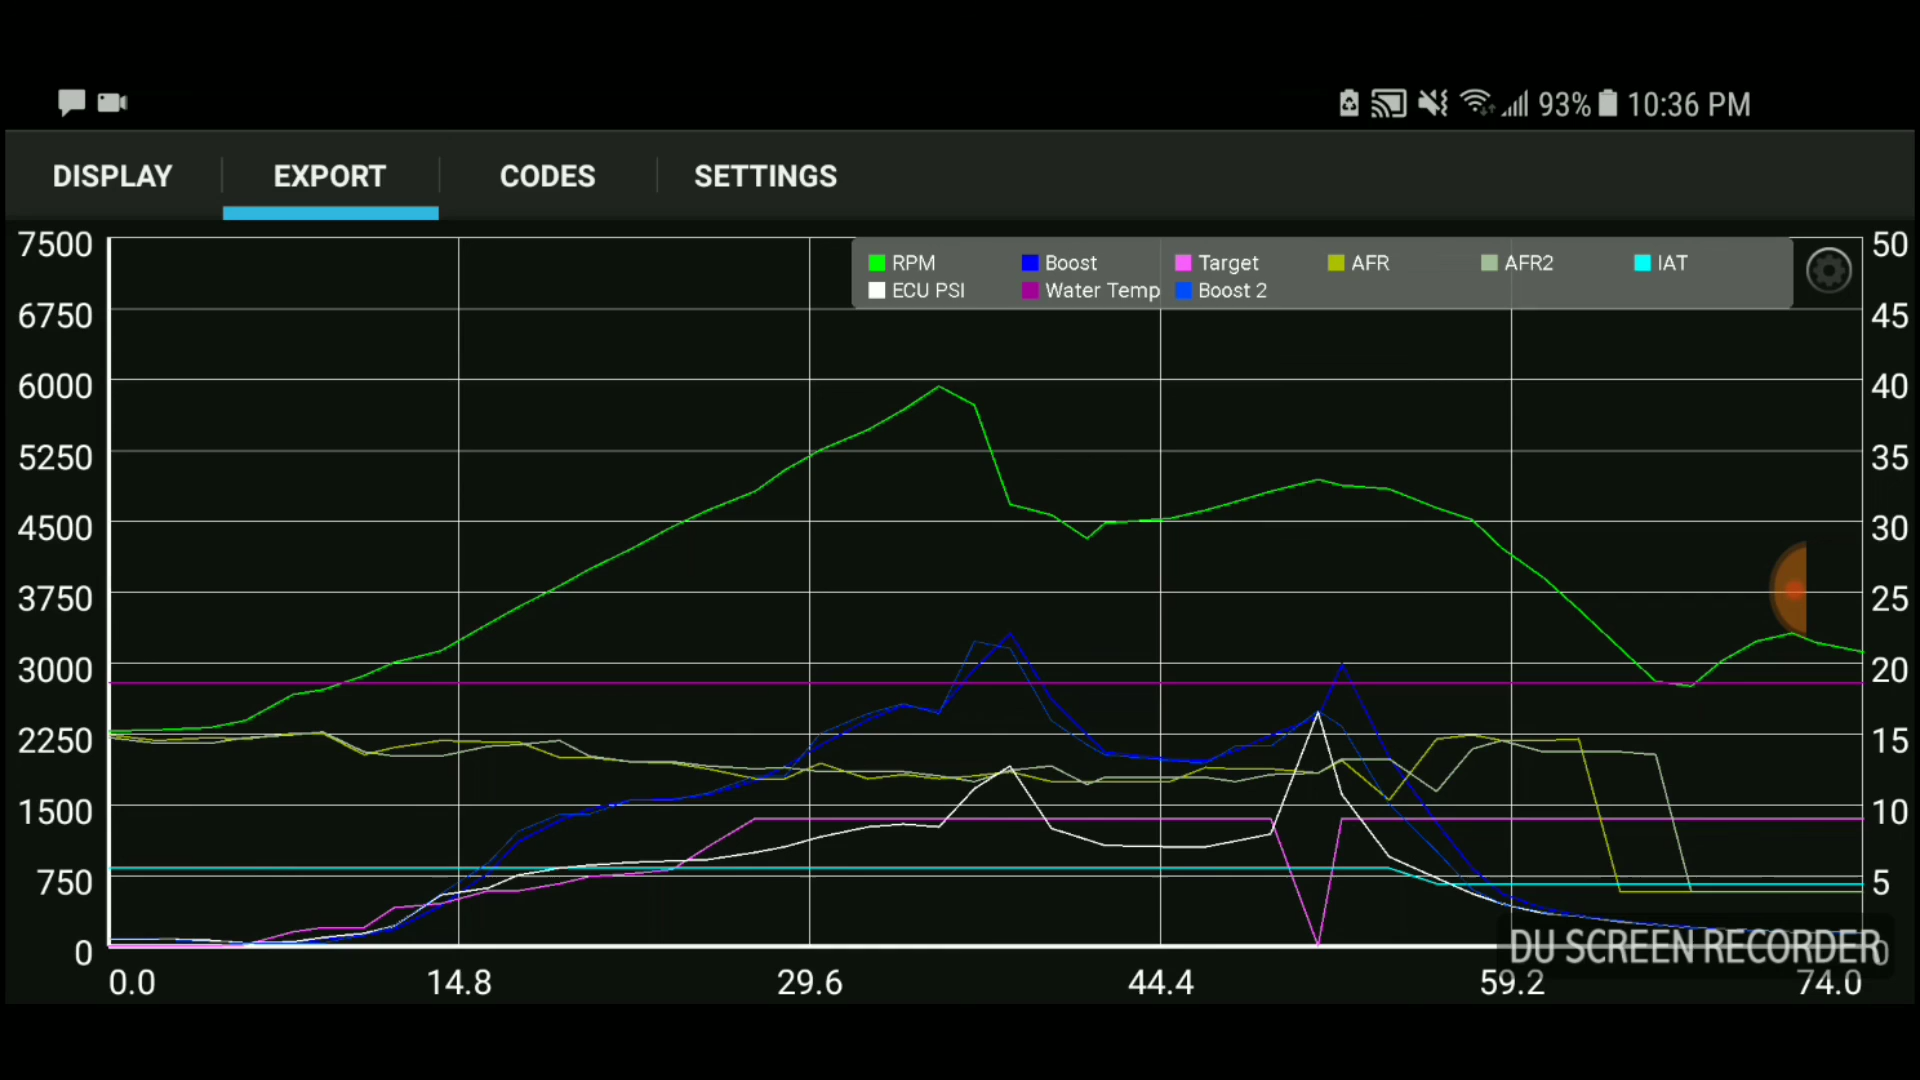 93% 10:36 PM
DISPLAY EXPORT CODES SETTINGS
7500 50
RPM Boost Target AFR AFR2 IAT
ECU PSI Water Temp Boost 2
6750 45
6000 40
5250 35
4500 30
3750 25
3000 20
2250 15
1500 10
750 5
0 0
DU SCREEN RECORDER
0.0 14.8 29.6 44.4 59.2 74.0